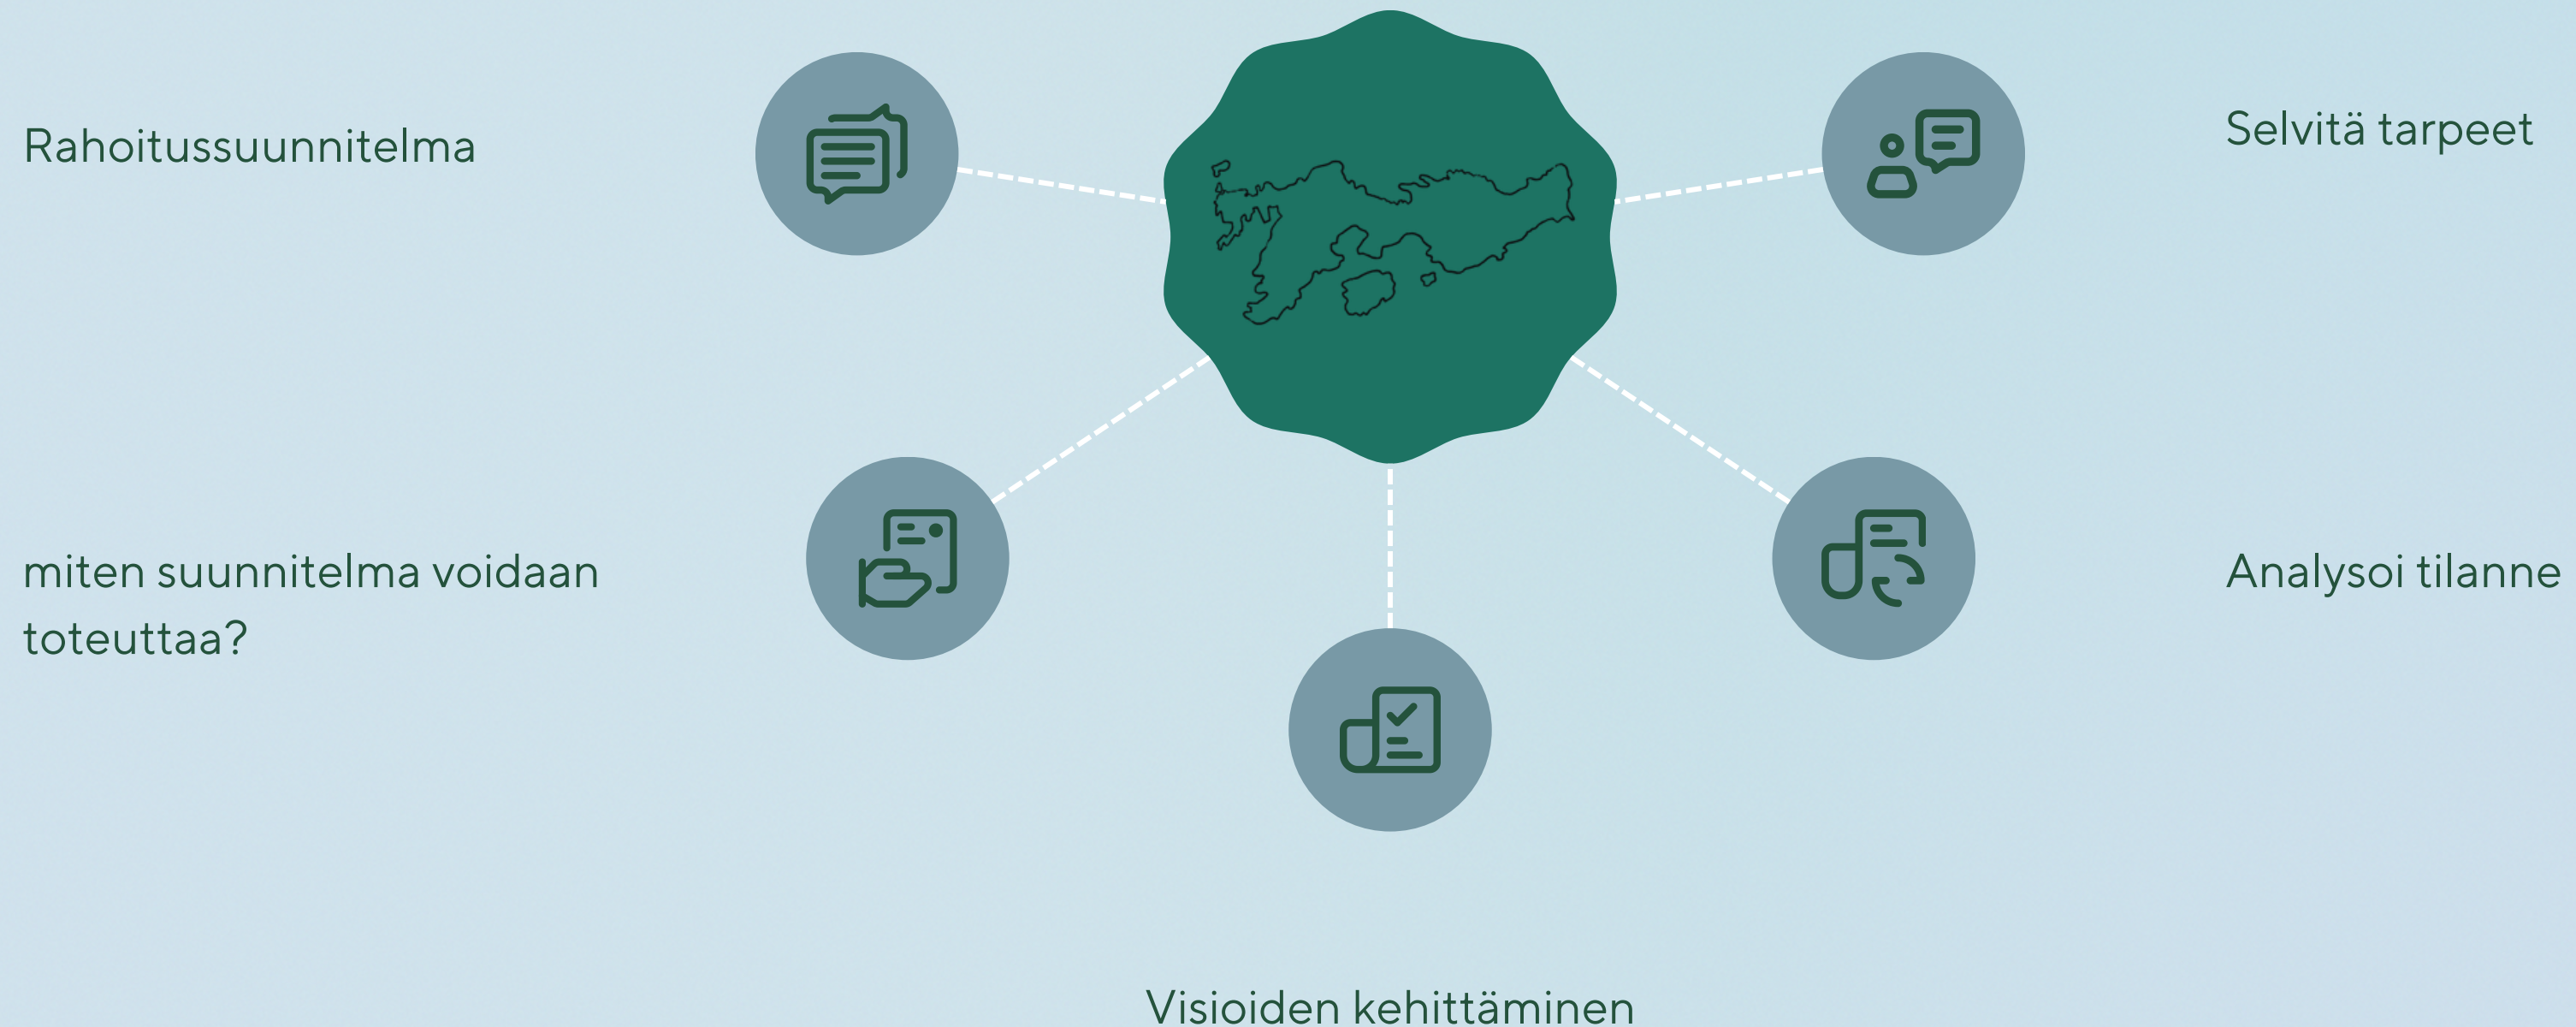 Rahoitussuunnitelma
Selvitä tarpeet
miten suunnitelma voidaan
toteuttaa?
Analysoi tilanne
Visioiden kehittäminen